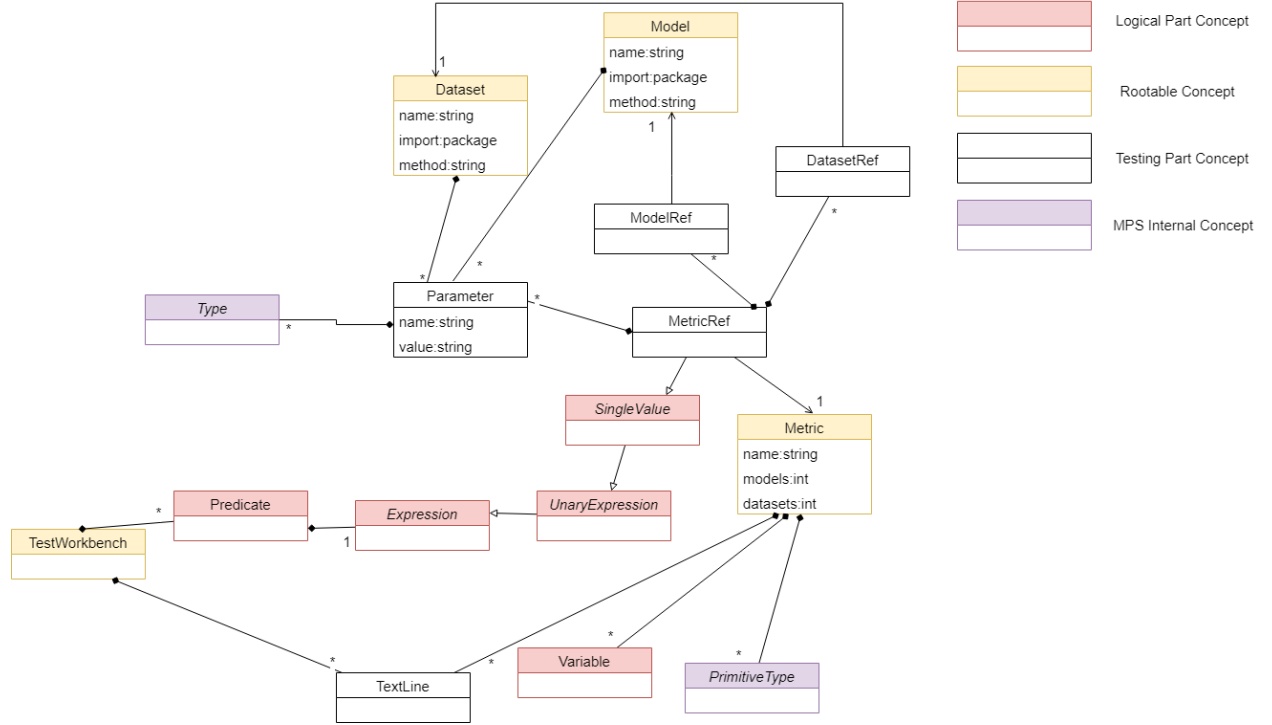 Model
name:string
import:package
method:string
1
Dataset
name:string
import:package
method:string
1
DatasetRef
*
ModelRef
*
*
*
Parameter
name:string
value:string
*
Type
*
MetricRef
SingleValue
1
Metric
name:string
models:int
datasets:int
Predicate
*
Expression
1
UnaryExpression
TestWorkbench
*
*
*
*
TextLine
Variable
PrimitiveType
Logical Part Concept
Rootable Concept
Testing Part Concept
MPS Internal Concept